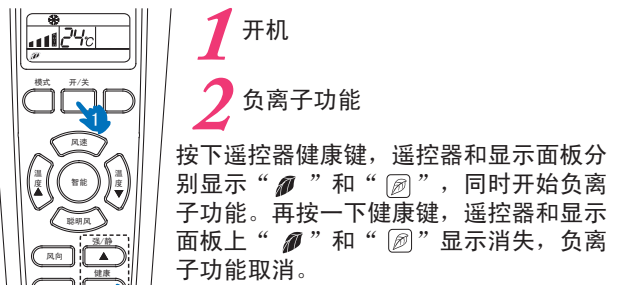 24c
模式 开/关
1
风速
温度 智能 温度
聪明风
强/静
风向
健康
1 开机
2 负离子功能
按下遥控器健康键，遥控器和显示面板分
别显示“ ”和“ ”，同时开始负离
子功能。再按一下健康键，遥控器和显示
面板上“ ”和“ ”显示消失，负离
子功能取消。